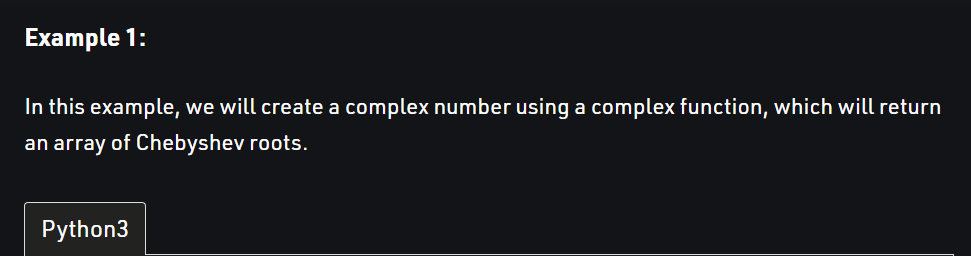 Example 1:
In this example, we will create a complex number using a complex function, which will return
an array of Chebyshev roots.
Python3